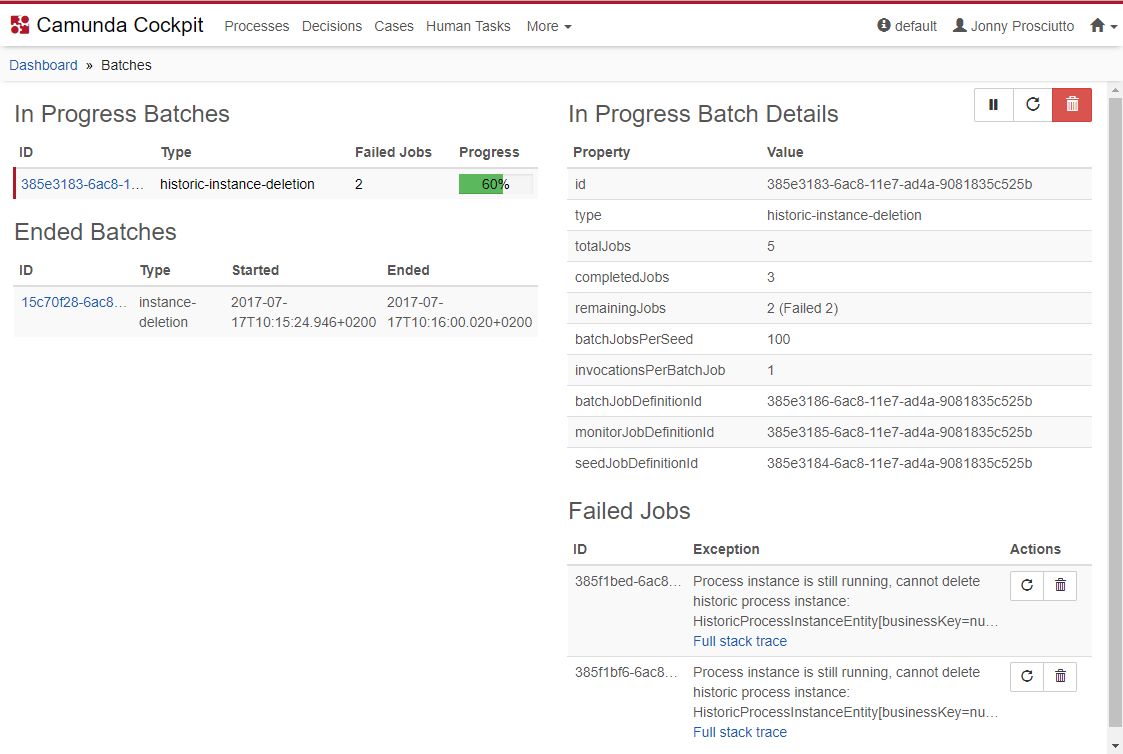 Camunda Cockpit Processes Decisions Cases Human Tasks More default Jonny Prosciutto
Dashboard » Batches
In Progress Batches
ID Type Failed Jobs Progress
385e3183-6ac8-1... historic-instance-deletion 2 60%
Ended Batches
ID Type Started Ended
15c70f28-6ac8... instance- 2017-07- 2017-07-
deletion 17T10:15:24.946+0200 17T10:16:00.020+0200
In Progress Batch Details
Property Value
id 385e3183-6ac8-11e7-ad4a-9081835c525b
type historic-instance-deletion
totalJobs 5
completedJobs 3
remainingJobs 2 (Failed 2)
batchJobsPerSeed 100
invocationsPerBatchJob 1
batchJobDefinitionId 385e3186-6ac8-11e7-ad4a-9081835c525b
monitorJobDefinitionId 385e3185-6ac8-11e7-ad4a-9081835c525b
seedJobDefinitionId 385e3184-6ac8-11e7-ad4a-9081835c525b
Failed Jobs
ID Exception Actions
385f1bed-6ac8... Process instance is still running, cannot delete
historic process instance:
HistoricProcessInstanceEntity[businessKey=nu...
Full stack trace
385f1bf6-6ac8... Process instance is still running, cannot delete
historic process instance:
HistoricProcessInstanceEntity[businessKey=nu...
Full stack trace